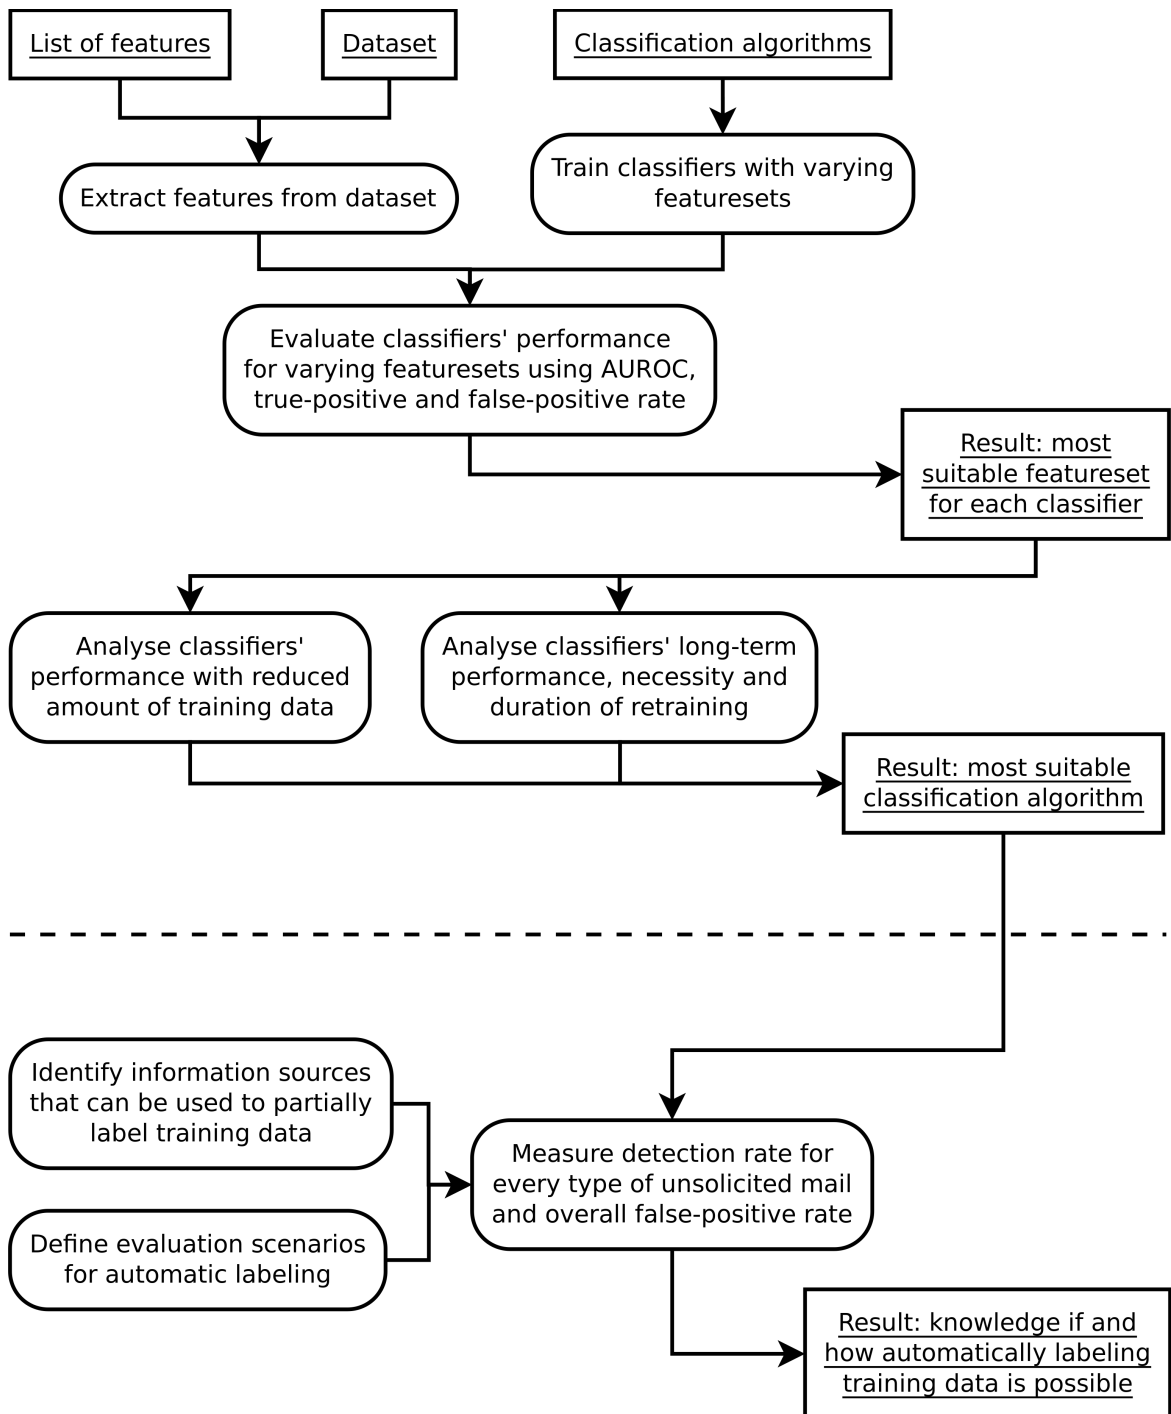 List of features
Dataset
Classification algorithms
Extract features from dataset
Train classifiers with varying
featuresets
Evaluate classifiers' performance
for varying featuresets using AUROC,
true-positive and false-positive rate
Result: most
suitable featureset
for each classifier
Analyse classifiers'
performance with reduced
amount of training data
Analyse classifiers' long-term
performance, necessity and
duration of retraining
Result: most suitable
classification algorithm
Identify information sources
that can be used to partially
label training data
Define evaluation scenarios
for automatic labeling
Measure detection rate for
every type of unsolicited mail
and overall false-positive rate
Result: knowledge if and
how automatically labeling
training data is possible